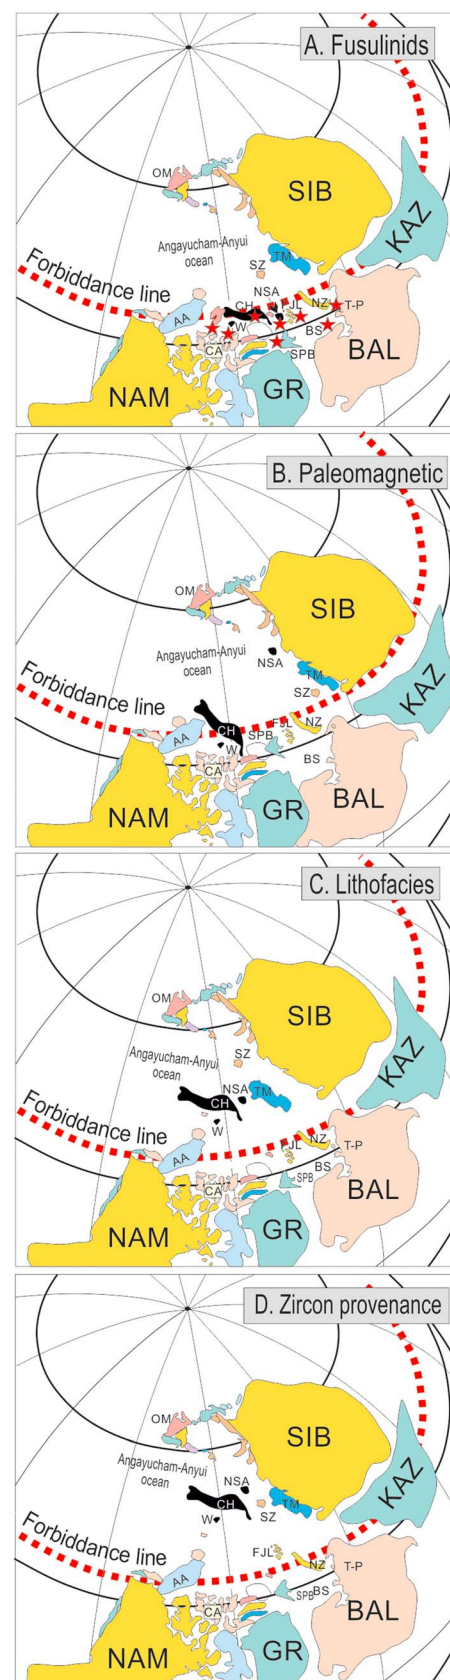 A. Fusulinids
OM
SIB
KAZ
Angayucham-Anyui
ocean
SZ
TM
Forbiddance line
NSA
CH
FJL
NZ
T-P
AA
W
BS
CA
SPB
BAL
NAM
GR
B. Paleomagnetic
OM
SIB
Angayucham-Anyui
ocean
NSA
TM
KAZ
SZ
Forbiddance line
FJL
NZ
CH
SPB
AA
W
BS
CA
NAM
GR
BAL
C. Lithofacies
OM
SIB
Angayucham-Anyui
ocean
SZ
KAZ
NSA
TM
CH
Forbiddance line
W
NZ
FJL
T-P
AA
BS
SPB
CA
BAL
NAM
GR
D. Zircon provenance
OM
SIB
Angayucham-Anyui
ocean
NSA
KAZ
CH
TM
W
SZ
Forbiddance line
FJL
NZ
T-P
AA
SPB
BS
CA
BAL
NAM
GR